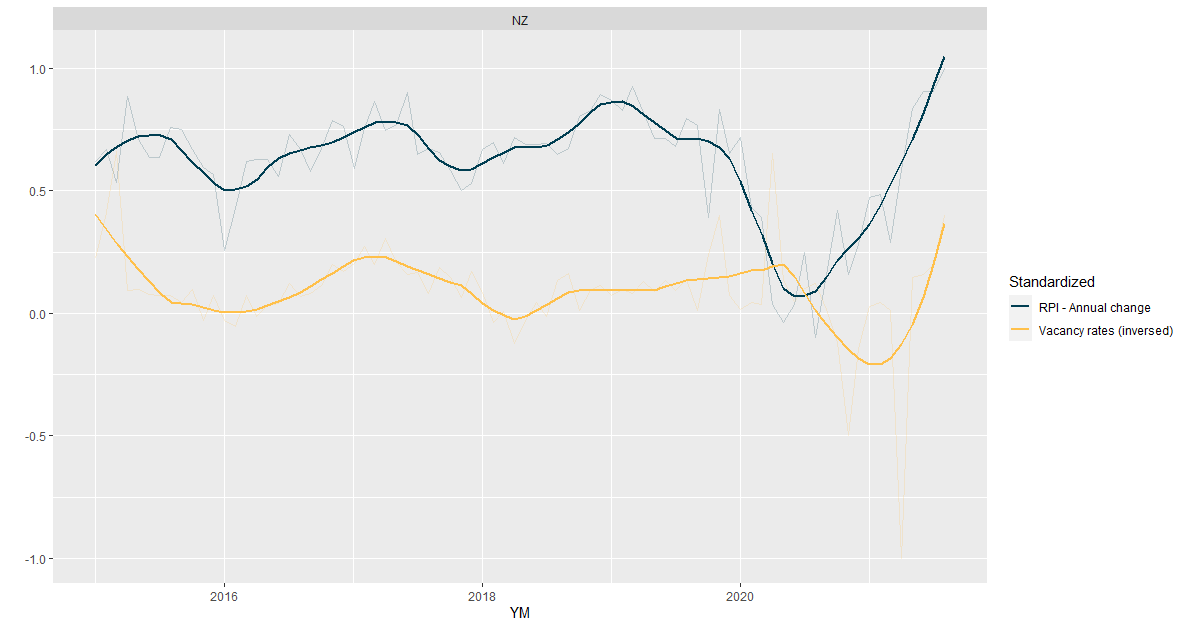 NZ
1.0
0.5
0.0
-0.5
-1.0
2016
2018
2020
YM
Standardized
RPI - Annual change
Vacancy rates (inversed)